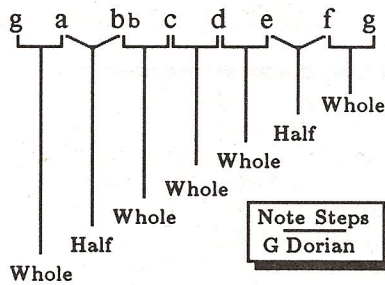 g a bb c d e f g
Whole
Half
Whole
Whole
Whole
Half
Whole
Note Steps
G Dorian